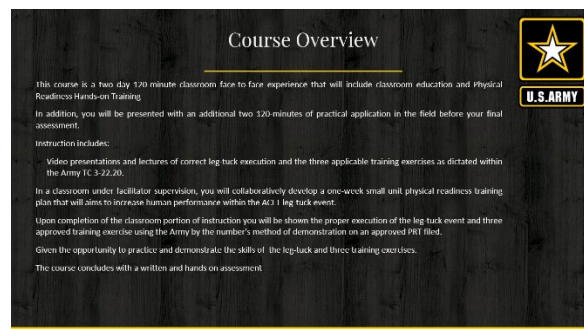 Course Overview
U.S.ARMY
This course is a two day 120 minute classroom face to face experience that will include classroom education and Physical
Readiness Hands-on Training
In addition, you will be presented with an additional two 120-minutes of practical application in the field before your final
assessment.
Instruction includes:
Video presentations and lectures of correct leg-tuck execution and the three applicable training exercises as dictated within
the Army TC 3-22.20.
In a classroom under facilitator supervision, you will collaboratively develop a one-week small unit physical readiness training
plan that will aims to increase human performance within the ACFT leg tuck event.
Upon completion of the classroom portion of instruction you will be shown the proper execution of the leg-tuck event and three
approved training exercise using the Army by the number's method of demonstration on an approved PRT filed.
Given the opportunity to practice and demonstrate the skills of the leg-tuck and three training exercises.
The course concludes with a written and hands on assessment